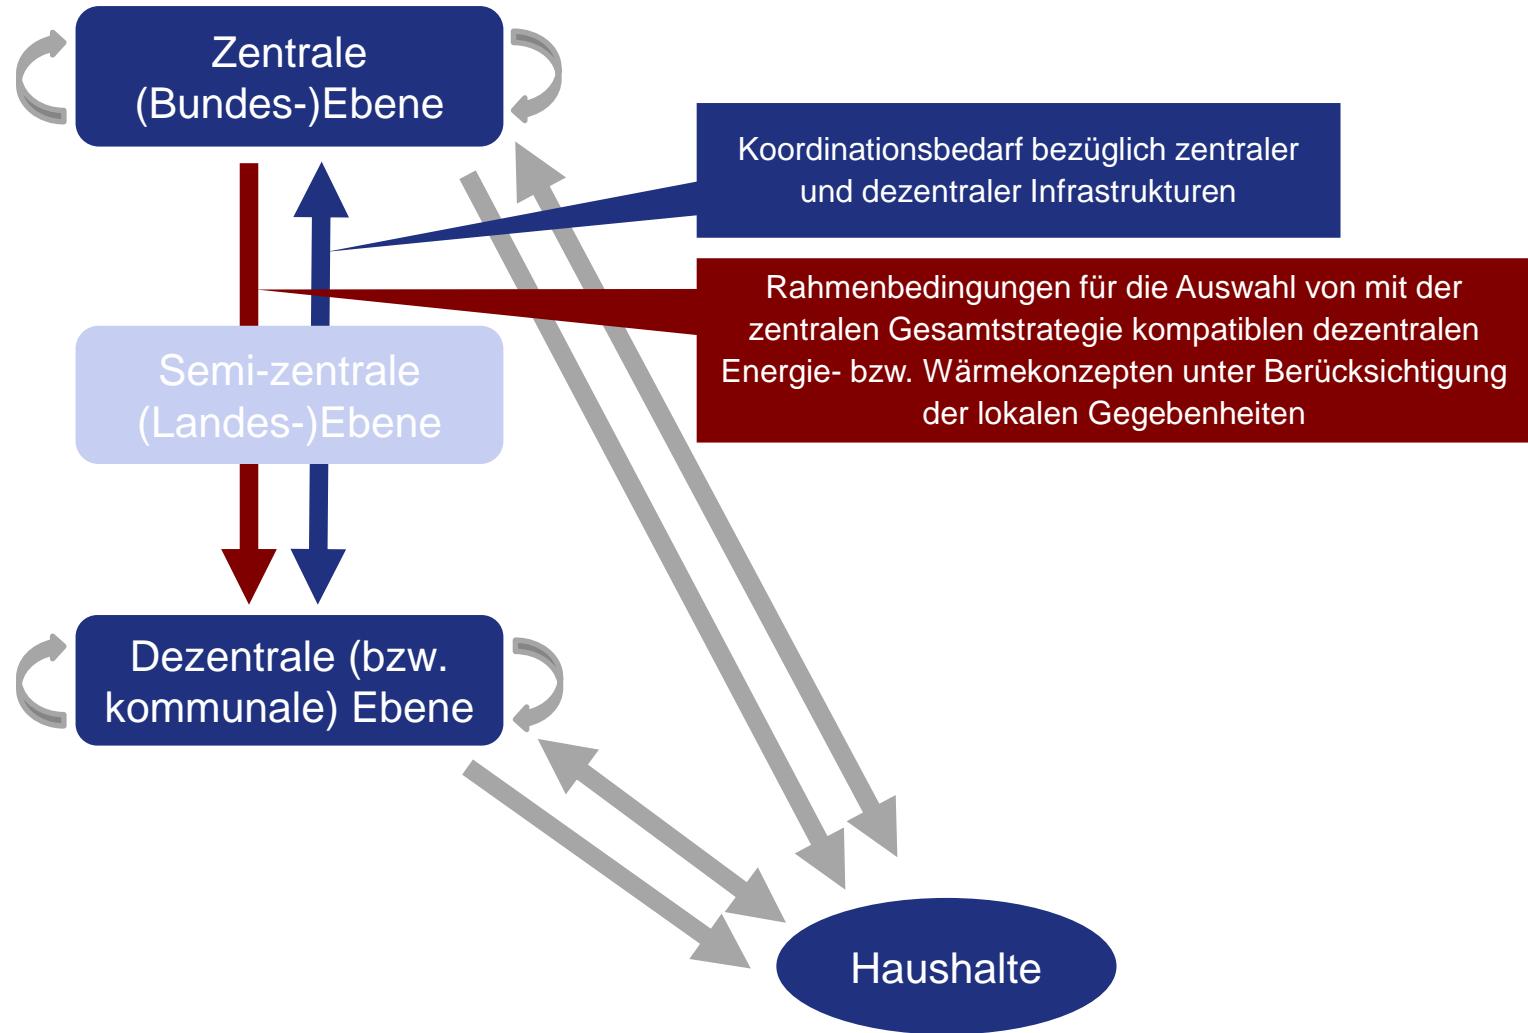 Zentrale
(Bundes-)Ebene
Koordinationsbedarf bezüglich zentraler
und dezentraler Infrastrukturen
Rahmenbedingungen für die Auswahl von mit der
zentralen Gesamtstrategie kompatiblen dezentralen
Energie- bzw. Wärmekonzepten unter Berücksichtigung
der lokalen Gegebenheiten
Semi-zentrale
(Landes-)Ebene
Dezentrale (bzw.
kommunale) Ebene
Haushalte